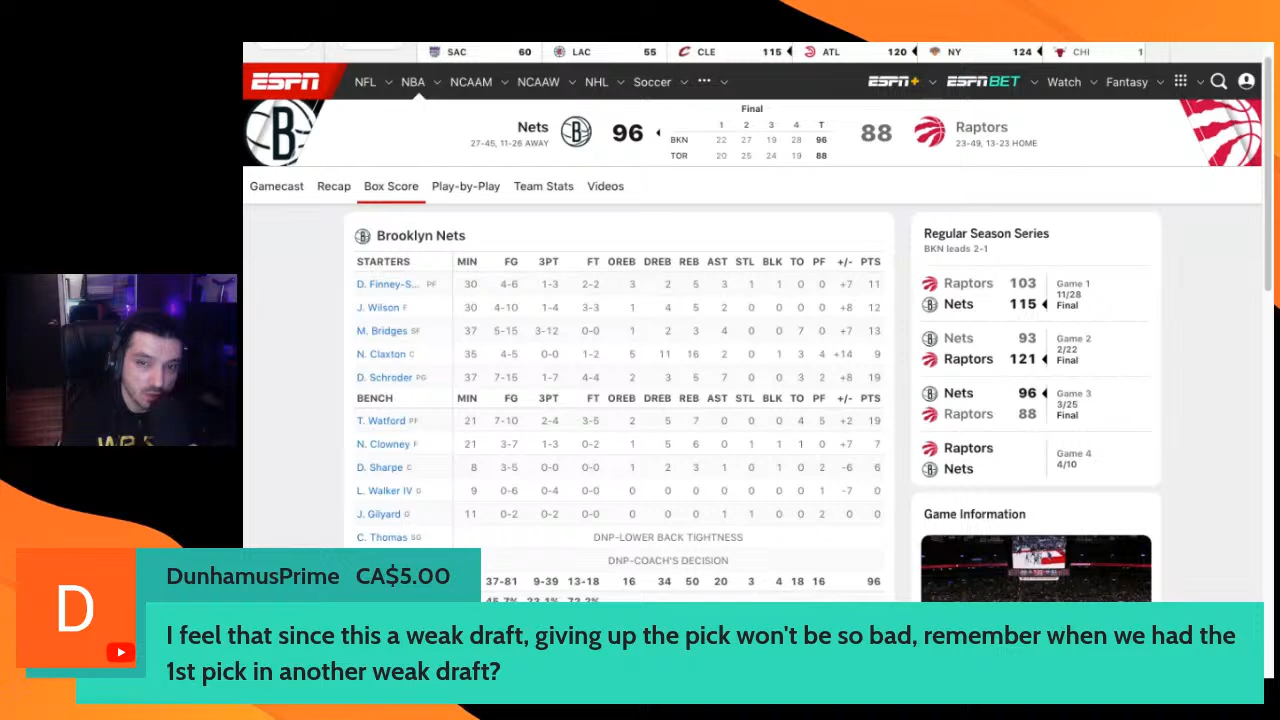 SAC 60 LAC 55 CLE 115 ATL 120 NY 124 CHI 1
ESPN NFL NBA NCAAM NCAAW NHL Soccer ••• ESPN+ ESPN BET Watch Fantasy
Final
Nets 96 1 2 3 4 T 88 Raptors
27-45, 11-26 AWAY BKN 22 27 19 28 96 23-49, 13-23 HOME
TOR 20 25 24 19 88
Gamecast Recap Box Score Play-by-Play Team Stats Videos
Brooklyn Nets
STARTERS MIN FG 3PT FT OREB DREB REB AST STL BLK TO PF +/- PTS
D. Finney-S... PF 30 4-6 1-3 2-2 3 2 5 3 1 1 0 0 +7 11
J. Wilson F 30 4-10 1-4 3-3 1 4 5 2 0 0 0 0 +8 12
M. Bridges SF 37 5-15 3-12 0-0 1 2 3 4 0 0 7 0 +7 13
N. Claxton C 35 4-5 0-0 1-2 5 11 16 2 0 1 3 4 +14 9
D. Schroder PG 37 7-15 1-7 4-4 2 3 5 7 0 0 3 2 +8 19
BENCH MIN FG 3PT FT OREB DREB REB AST STL BLK TO PF +/- PTS
T. Watford PF 21 7-10 2-4 3-5 2 5 7 0 0 0 4 5 +2 19
N. Clowney F 21 3-7 1-3 0-2 1 5 6 0 1 1 1 0 +7 7
D. Sharpe C 8 3-5 0-0 0-0 1 2 3 1 0 1 0 2 -6 6
L. Walker IV G 9 0-6 0-4 0-0 0 0 0 0 0 0 0 1 -7 0
J. Gilyard G 11 0-2 0-2 0-0 0 0 0 1 1 0 0 2 0 0
C. Thomas SG DNP-LOWER BACK TIGHTNESS
DNP-COACH'S DECISION
37-81 9-39 13-18 16 34 50 20 3 4 18 16 96
45.7% 23.1% 72.2%
Regular Season Series
BKN leads 2-1
Raptors 103 Game 1
11/28
Nets 115 Final
Nets 93 Game 2
2/22
Raptors 121 Final
Nets 96 Game 3
3/25
Raptors 88 Final
Raptors Game 4
Nets 4/10
Game Information
D
DunhamusPrime CA$5.00
I feel that since this a weak draft, giving up the pick won't be so bad, remember when we had the
1st pick in another weak draft?